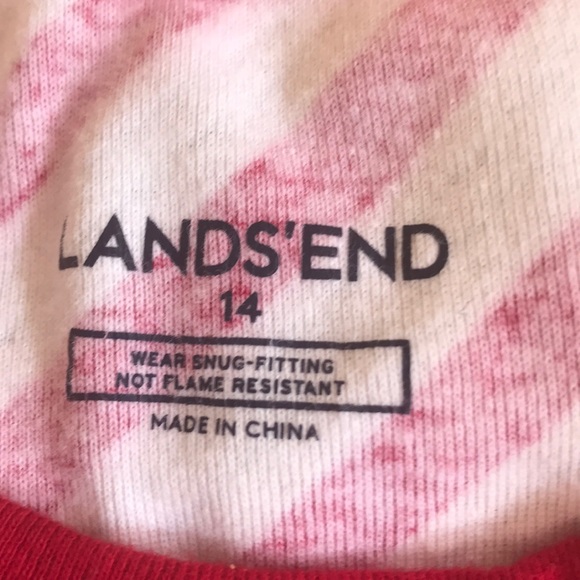 LANDS'END
14
WEAR SNUG-FITTING
NOT FLAME RESISTANT
MADE IN CHINA